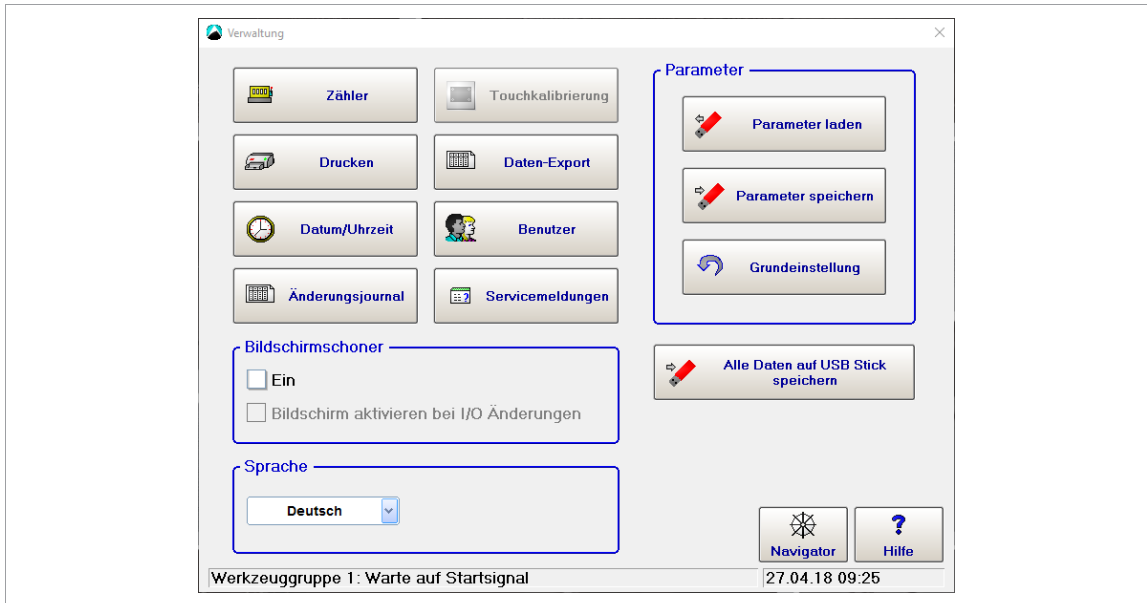 Verwaltung
Zähler
Touchkalibrierung
Drucken
Daten-Export
Datum/Uhrzeit
Benutzer
Änderungsjournal
Servicemeldungen
Parameter
Parameter laden
Parameter speichern
Grundeinstellung
Bildschirmschoner
Ein
Bildschirm aktivieren bei I/O Änderungen
Alle Daten auf USB Stick
speichern
Sprache
Deutsch
Navigator
Hilfe
Werkzeuggruppe 1: Warte auf Startsignal
27.04.18 09:25